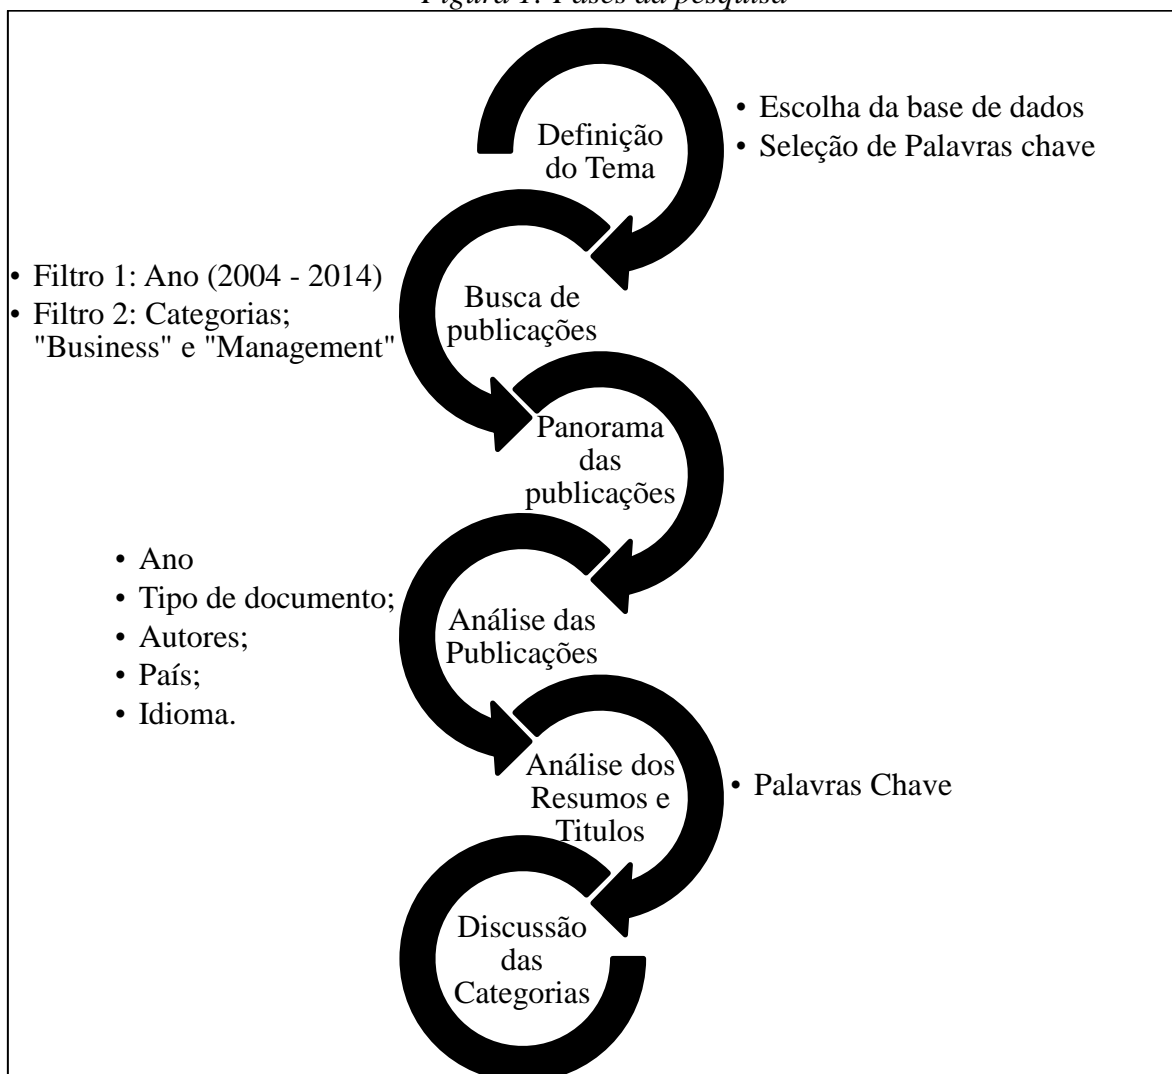 Figura 1: Fases da pesquisa
Definição
do Tema
• Escolha da base de dados
• Seleção de Palavras chave
• Filtro 1: Ano (2004 - 2014)
• Filtro 2: Categorias;
"Business" e "Management"
Busca de
publicações
Panorama
das
publicações
• Ano
• Tipo de documento;
• Autores;
• País;
• Idioma.
Análise das
Publicações
Análise dos
Resumos e
Titulos
• Palavras Chave
Discussão
das
Categorias